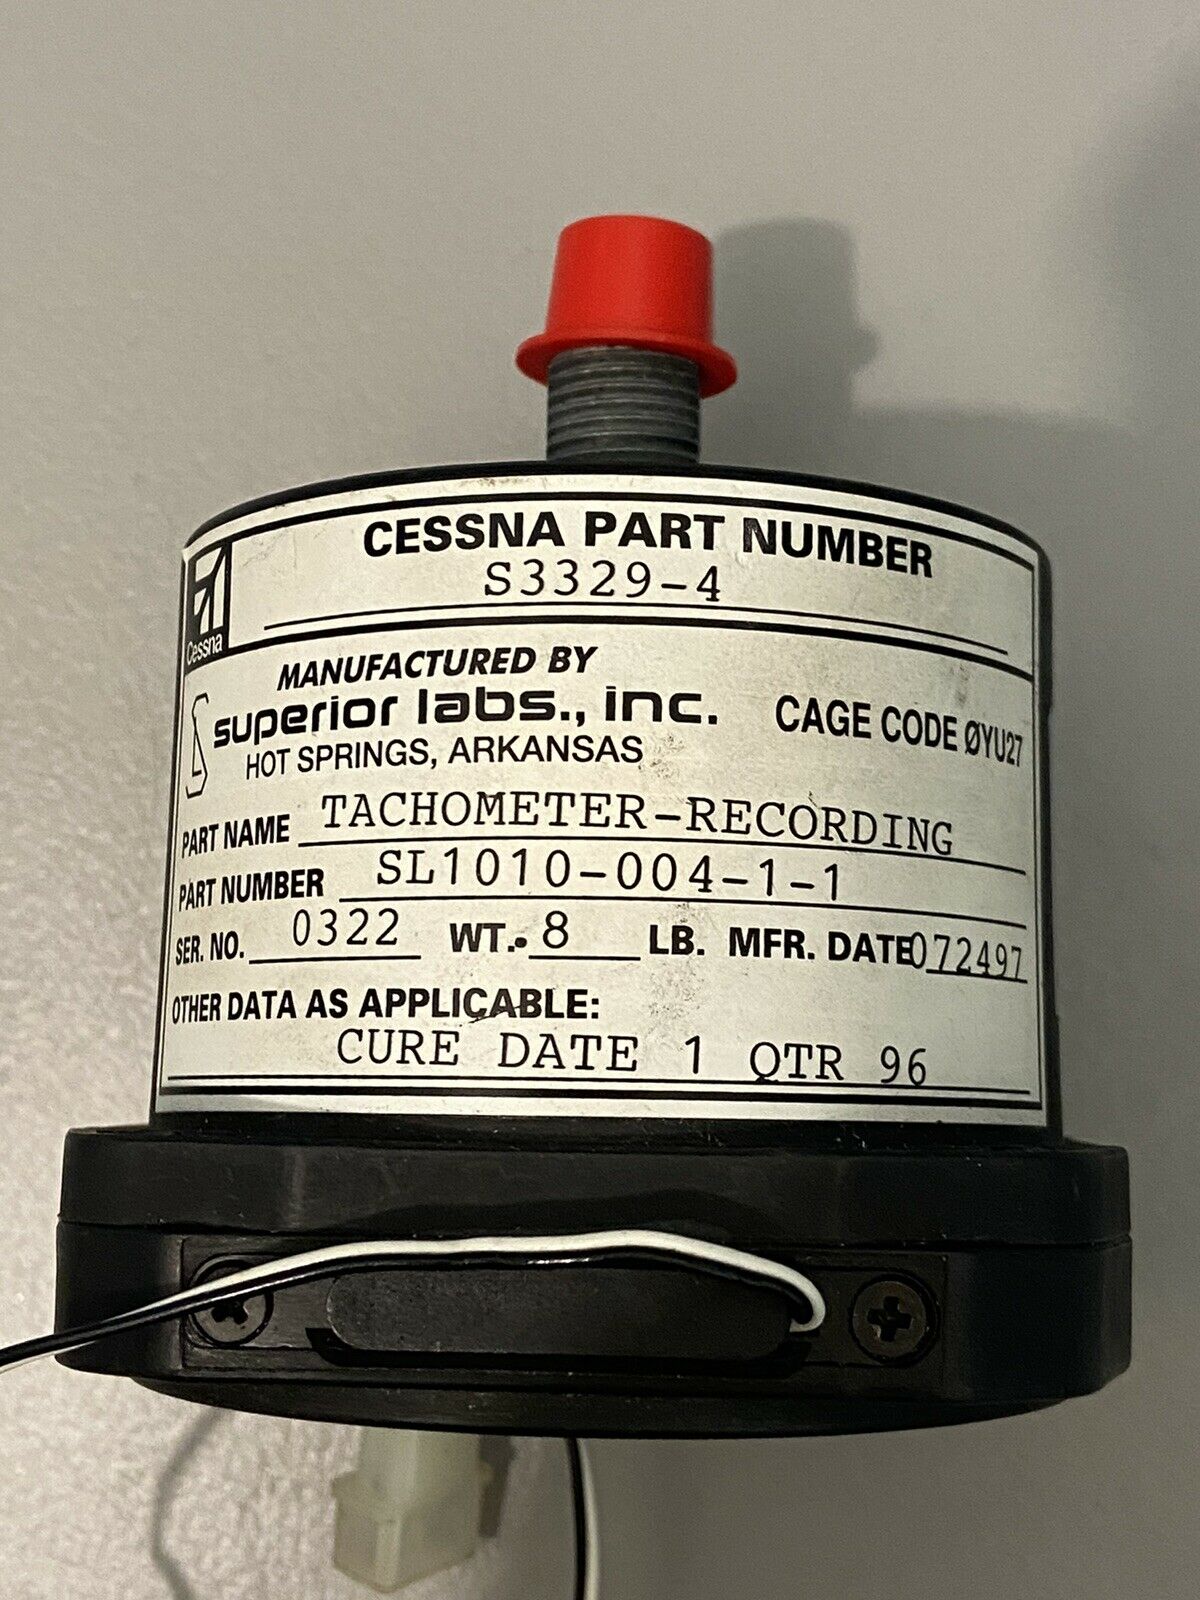 CESSNA PART NUMBER
S3329-4
Cessna
MANUFACTURED BY
superior labs., inc.
CAGE CODE ØYU27
HOT SPRINGS, ARKANSAS
PART NAME TACHOMETER-RECORDING
PART NUMBER SL1010-004-1-1
SER. NO. 0322 WT. .8 LB. MFR. DATE 072497
OTHER DATA AS APPLICABLE:
CURE DATE 1 QTR 96